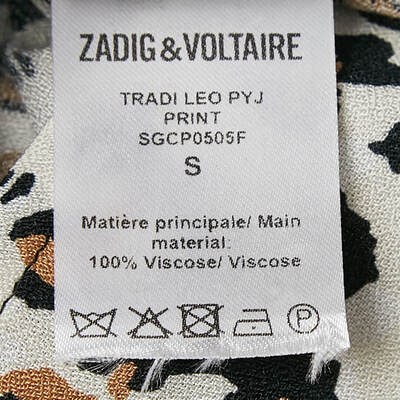 ZADIG&VOLTAIRE
TRADI LEO PYJ
PRINT
SGCP0505F
S
Matière principale/ Main
material:
100% Viscose/ Viscose
P